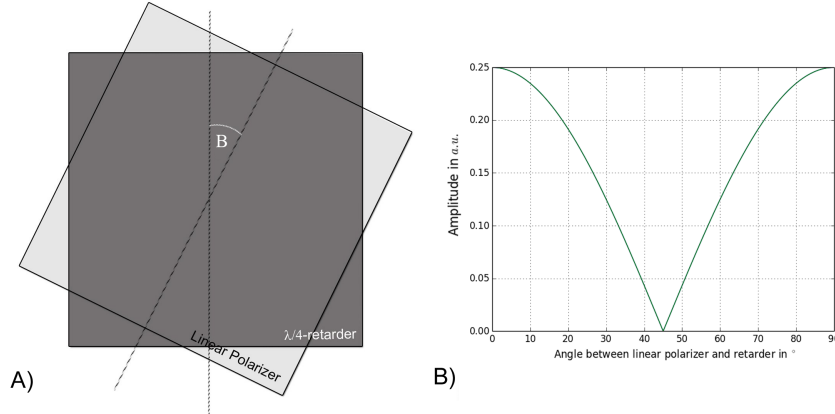 B
λ/4-retarder
Linear Polarizer
A)
Amplitude in a.u.
0.25
0.20
0.15
0.10
0.05
0.00
0 10 20 30 40 50 60 70 80 90
Angle between linear polarizer and retarder in °
B)